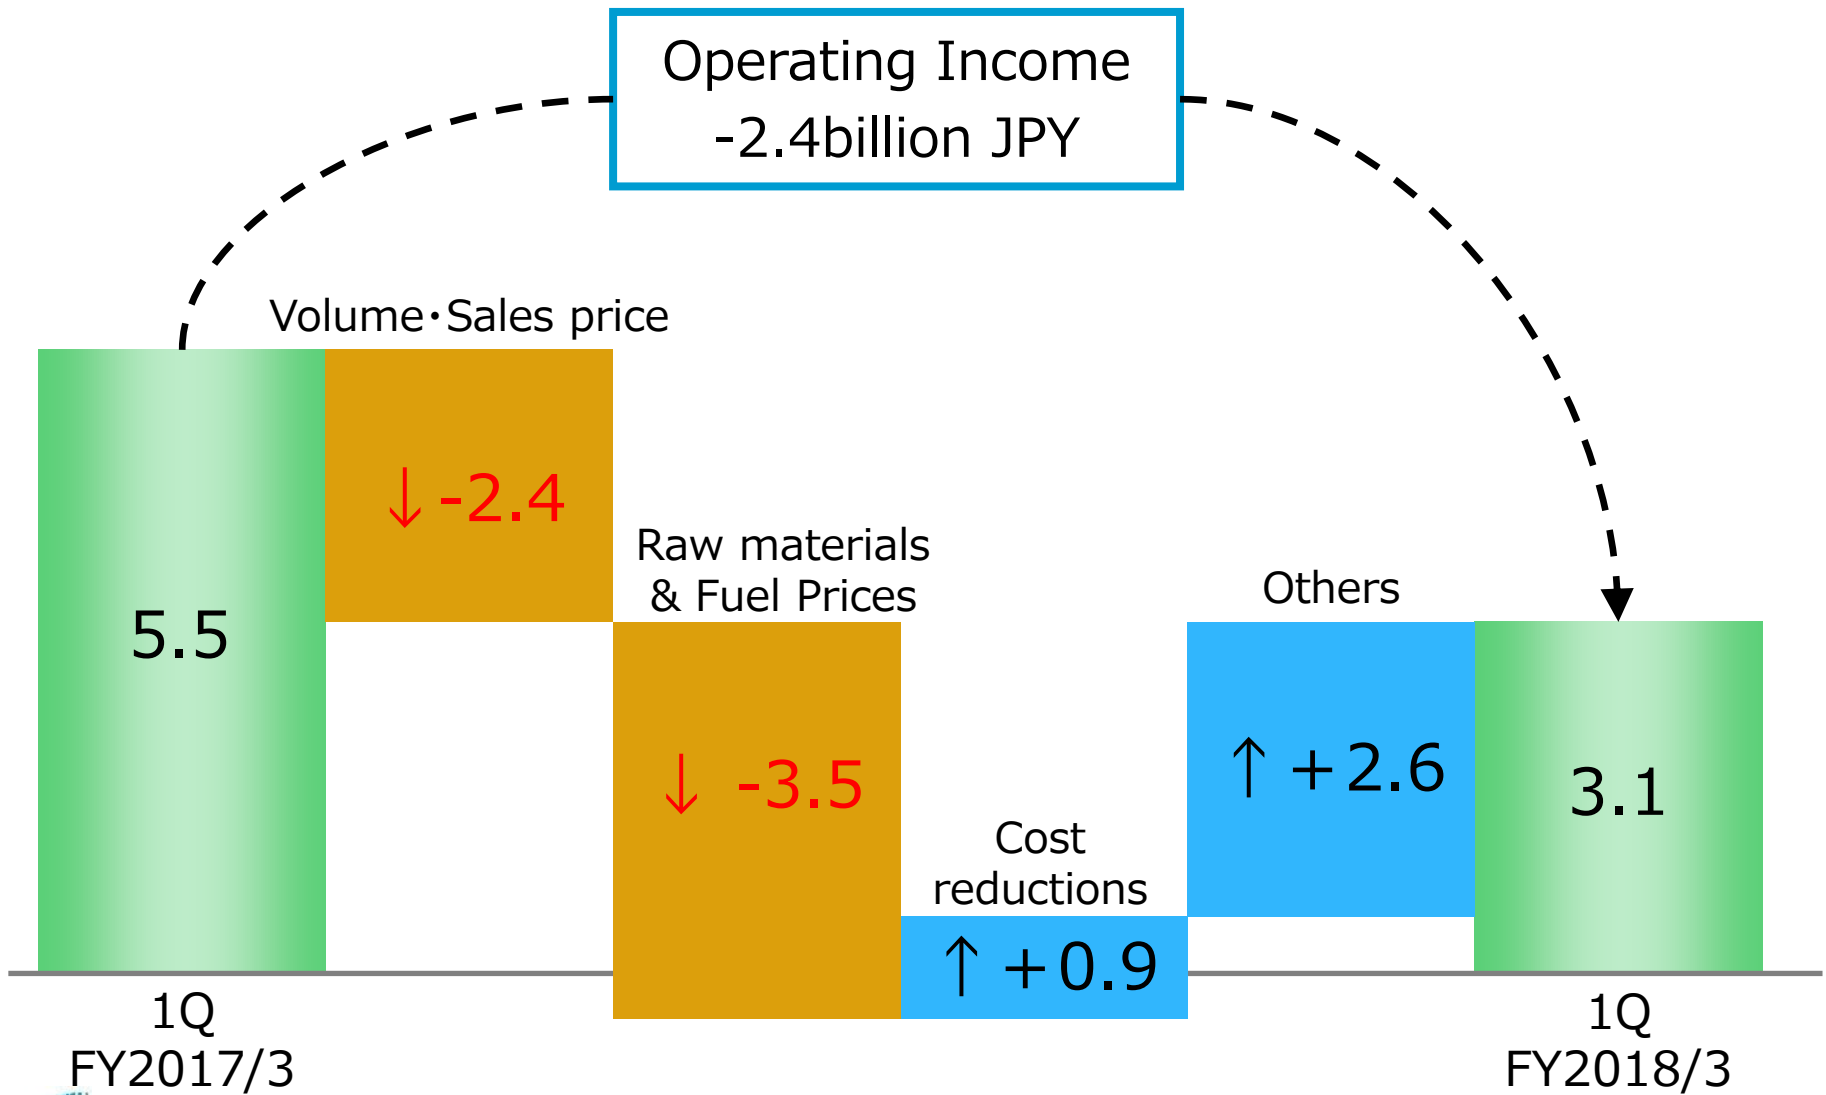 Operating Income
-2.4billion JPY
Volume・Sales price
↓-2.4
Raw materials
& Fuel Prices
↓ -3.5
Others
↑+2.6
Cost
reductions
↑+0.9
5.5
3.1
1Q
FY2017/3
1Q
FY2018/3